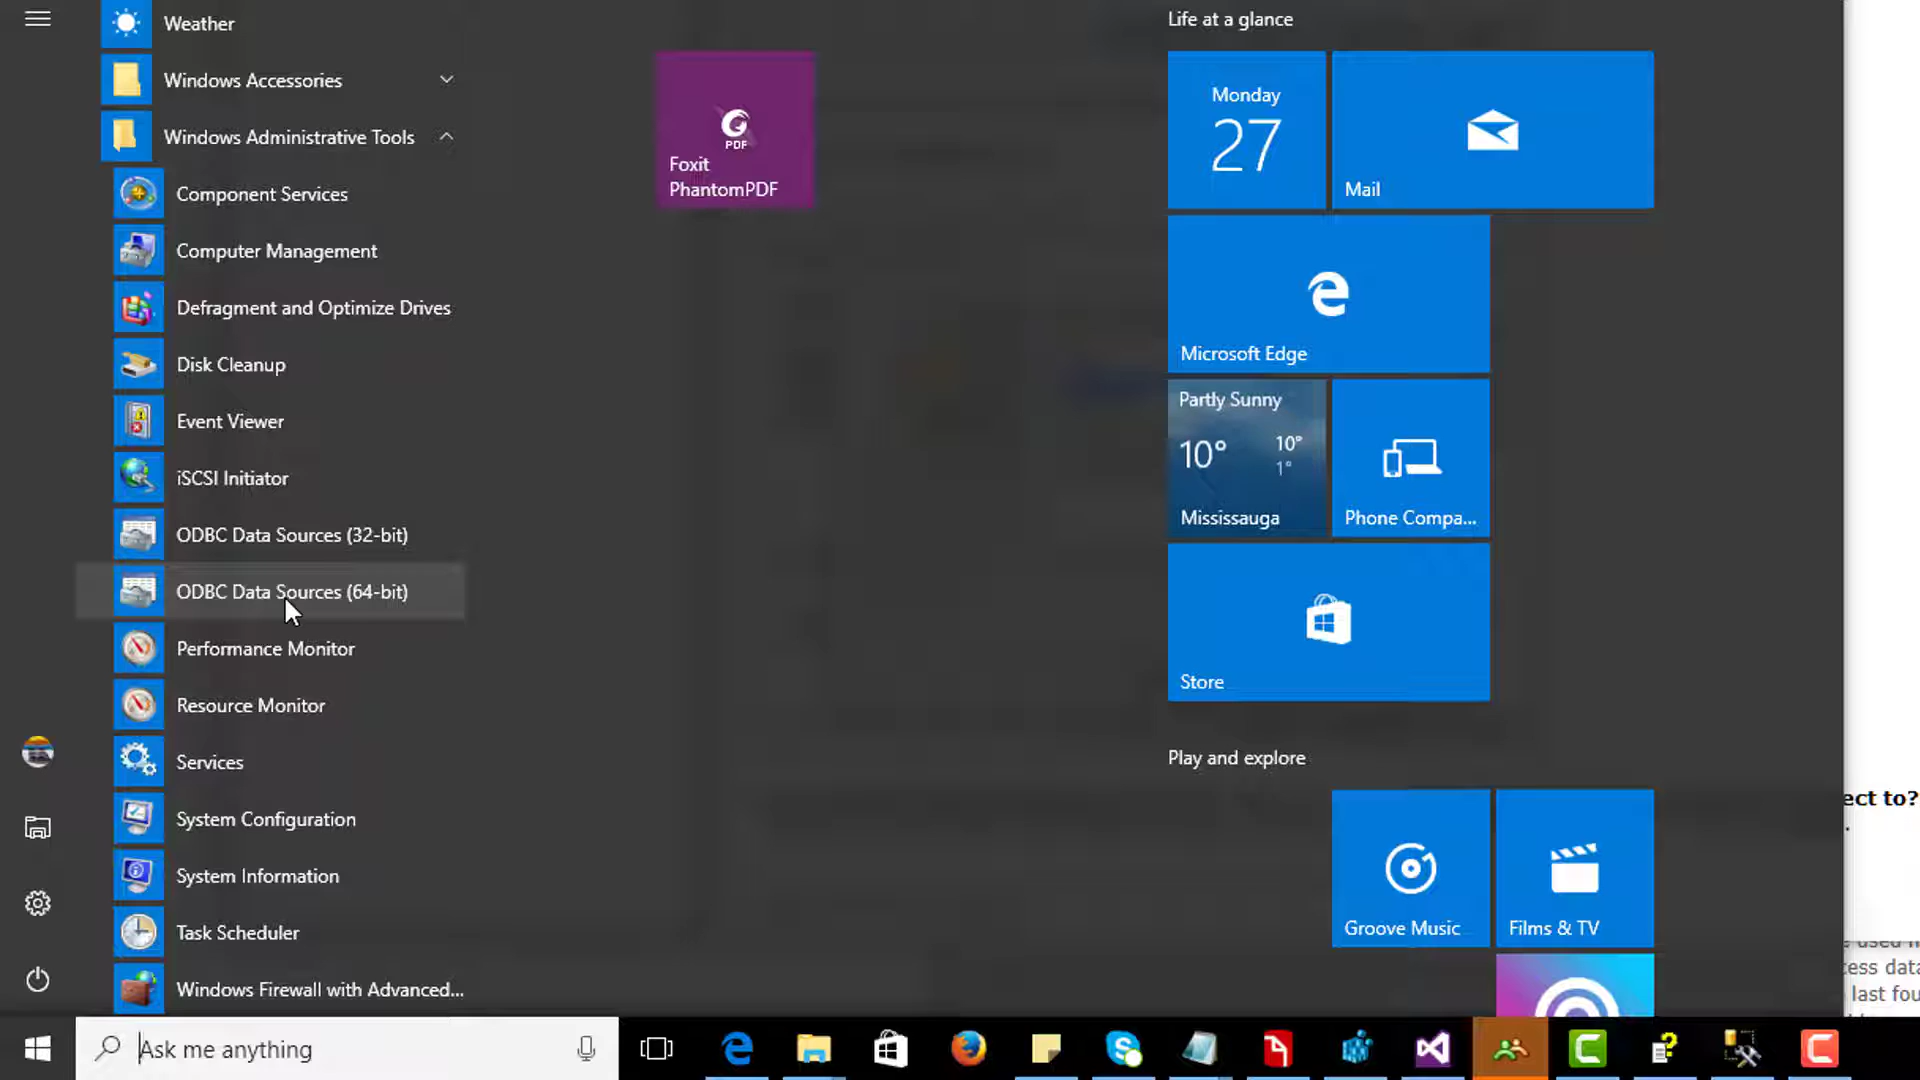 Weather
Windows Accessories
Windows Administrative Tools
Component Services
Computer Management
Defragment and Optimize Drives
Disk Cleanup
Event Viewer
iSCSI Initiator
ODBC Data Sources (32-bit)
ODBC Data Sources (64-bit)
Performance Monitor
Resource Monitor
Services
System Configuration
System Information
Task Scheduler
Windows Firewall with Advanced...
PDF
Foxit
PhantomPDF
Life at a glance
Monday
27
Mail
Microsoft Edge
Partly Sunny
10°
10°
1°
Mississauga
Phone Compa...
Store
Play and explore
Groove Music
Films & TV
ect to?
.
last fou
Ask me anything